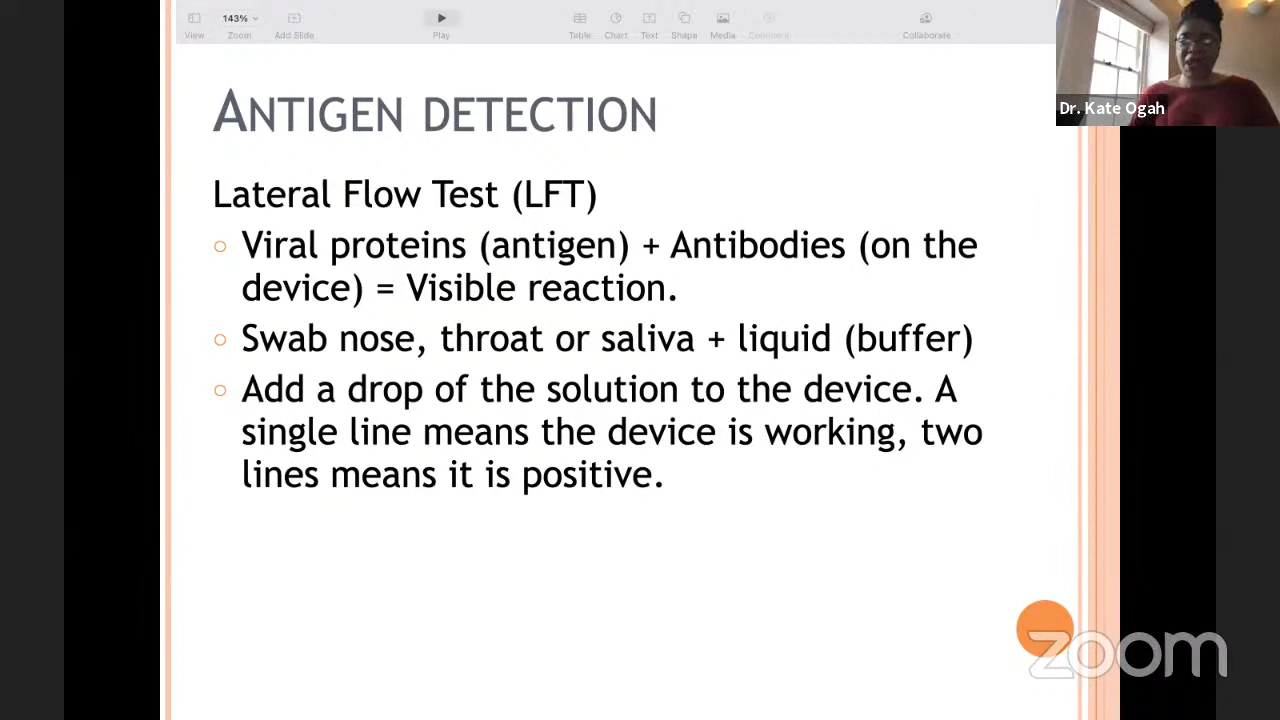 143%
View
Zoom
Add Slide
Play
Table
Chart
Text
Shape
Media
Comment
Collaborate
Dr. Kate Ogah
ANTIGEN DETECTION
Lateral Flow Test (LFT)
Viral proteins (antigen) + Antibodies (on the
device) = Visible reaction.
Swab nose, throat or saliva + liquid (buffer)
Add a drop of the solution to the device. A
single line means the device is working, two
lines means it is positive.
zoom